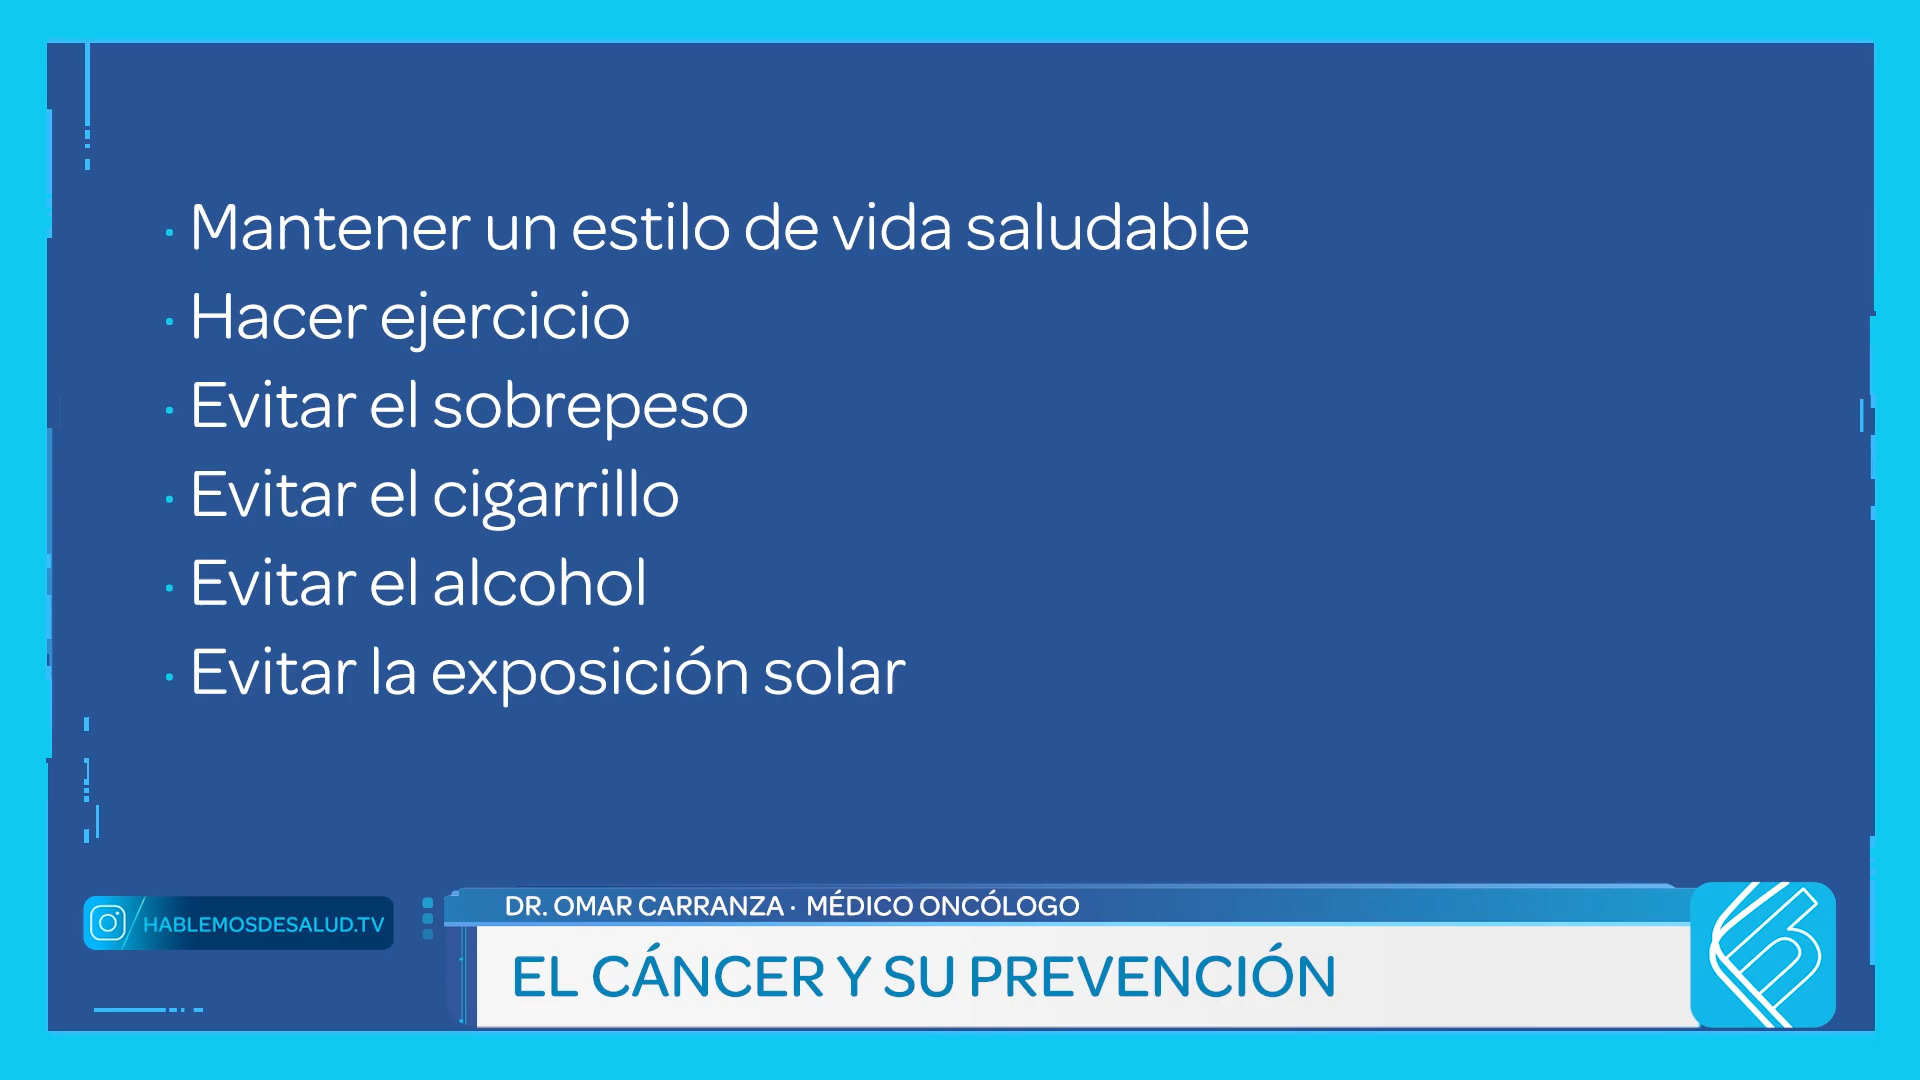 · Mantener un estilo de vida saludable
· Hacer ejercicio
· Evitar el sobrepeso
· Evitar el cigarrillo
· Evitar el alcohol
· Evitar la exposición solar
HABLEMOSDESALUD.TV
DR. OMAR CARRANZA · MÉDICO ONCÓLOGO
EL CÁNCER Y SU PREVENCIÓN